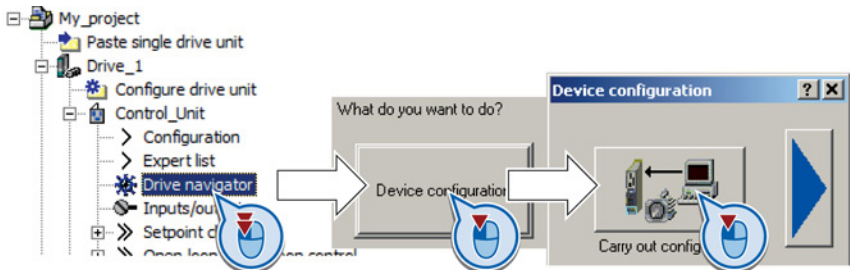 My_project
Paste single drive unit
Drive_1
Configure drive unit
Control_Unit
Configuration
Expert list
Drive navigator
Setpoint
What do you want to do?
Device configuration
Device configuration
Carry out